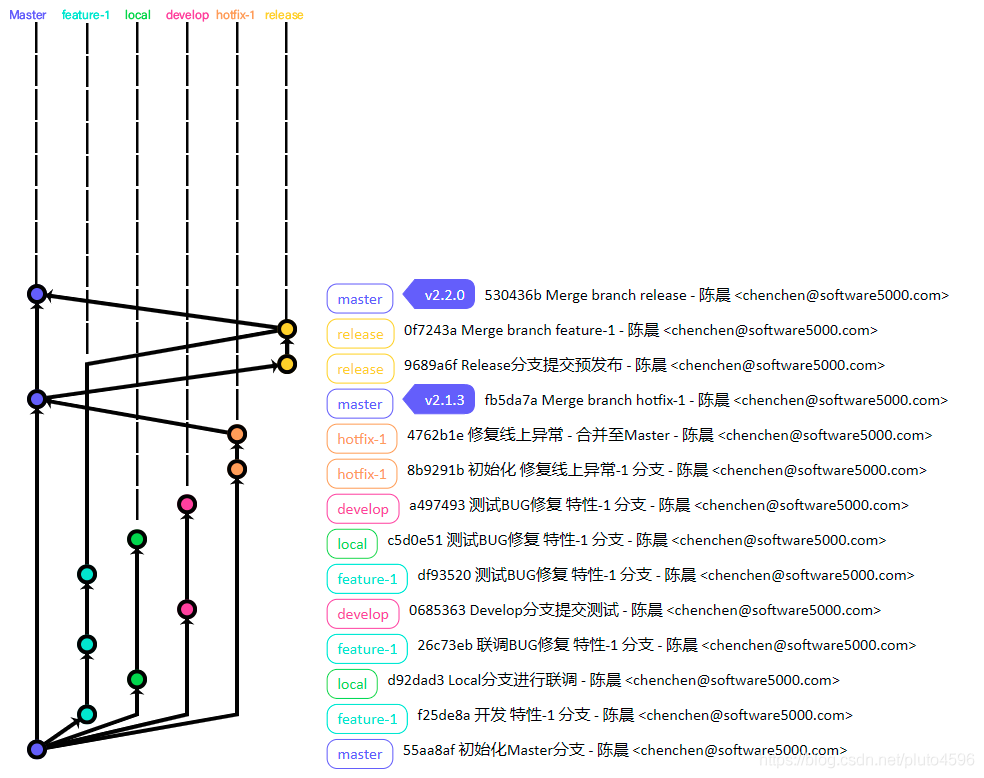 Master feature-1 local develop hotfix-1 release
master v2.2.0 530436b Merge branch release - 陈晨 <chenchen@software5000.com>
release 0f7243a Merge branch feature-1 - 陈晨 <chenchen@software5000.com>
release 9689a6f Release分支提交预发布 - 陈晨 <chenchen@software5000.com>
master v2.1.3 fb5da7a Merge branch hotfix-1 - 陈晨 <chenchen@software5000.com>
hotfix-1 4762b1e 修复线上异常 - 合并至Master - 陈晨 <chenchen@software5000.com>
hotfix-1 8b9291b 初始化 修复线上异常-1 分支 - 陈晨 <chenchen@software5000.com>
develop a497493 测试BUG修复 特性-1 分支 - 陈晨 <chenchen@software5000.com>
local c5d0e51 测试BUG修复 特性-1 分支 - 陈晨 <chenchen@software5000.com>
feature-1 df93520 测试BUG修复 特性-1 分支 - 陈晨 <chenchen@software5000.com>
develop 0685363 Develop分支提交测试 - 陈晨 <chenchen@software5000.com>
feature-1 26c73eb 联调BUG修复 特性-1 分支 - 陈晨 <chenchen@software5000.com>
local d92dad3 Local分支进行联调 - 陈晨 <chenchen@software5000.com>
feature-1 f25de8a 开发 特性-1 分支 - 陈晨 <chenchen@software5000.com>
master 55aa8af 初始化Master分支 - 陈晨 <chenchen@software5000.com>
https://blog.csdn.net/pluto4596